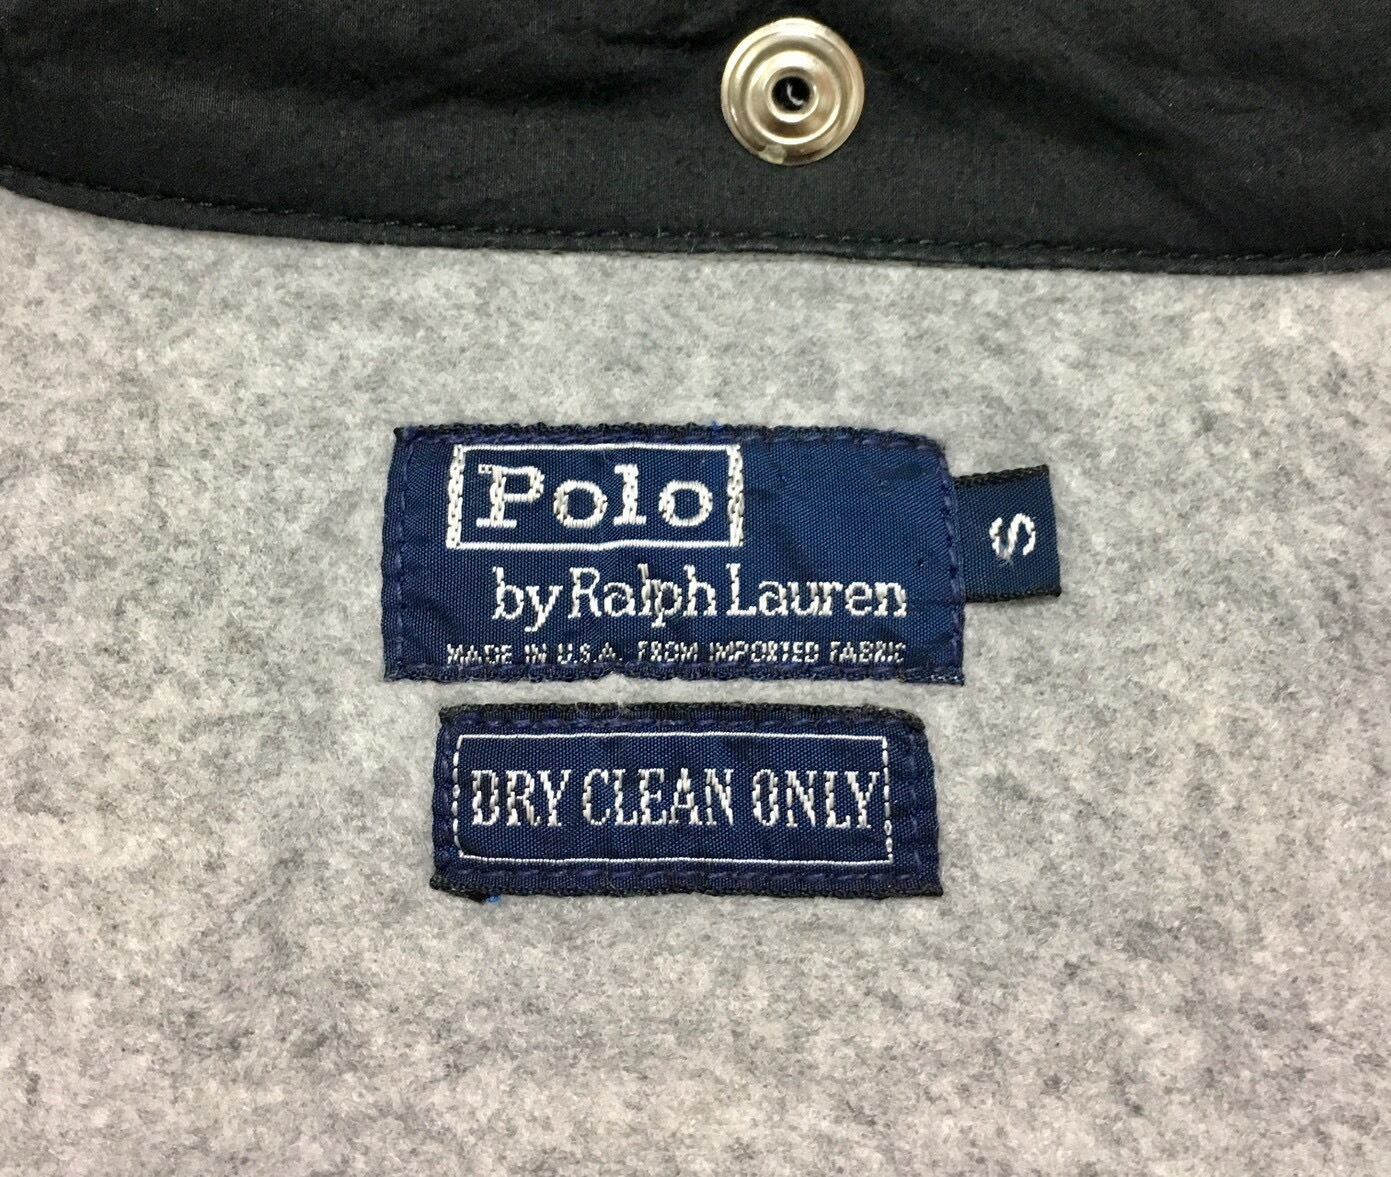 Polo
by Ralph Lauren
MADE IN U.S.A. FROM IMPORTED FABRIC
S
DRY CLEAN ONLY